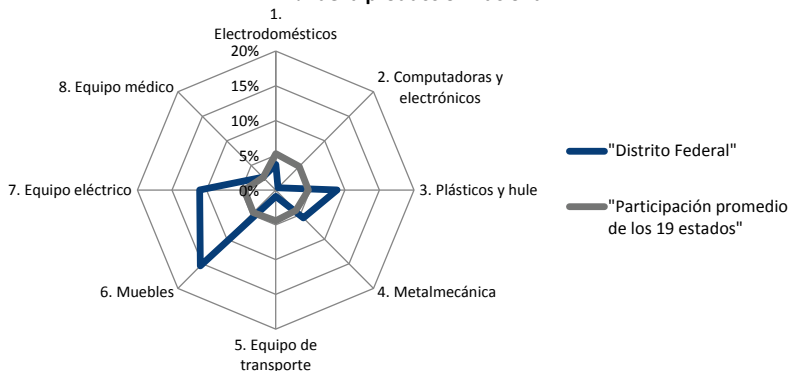 1.
Electrodomésticos
20%
15%
10%
5%
0%
2. Computadoras y
electrónicos
3. Plásticos y hule
4. Metalmecánica
5. Equipo de
transporte
6. Muebles
7. Equipo eléctrico
8. Equipo médico
"Distrito Federal"
"Participación promedio
de los 19 estados"